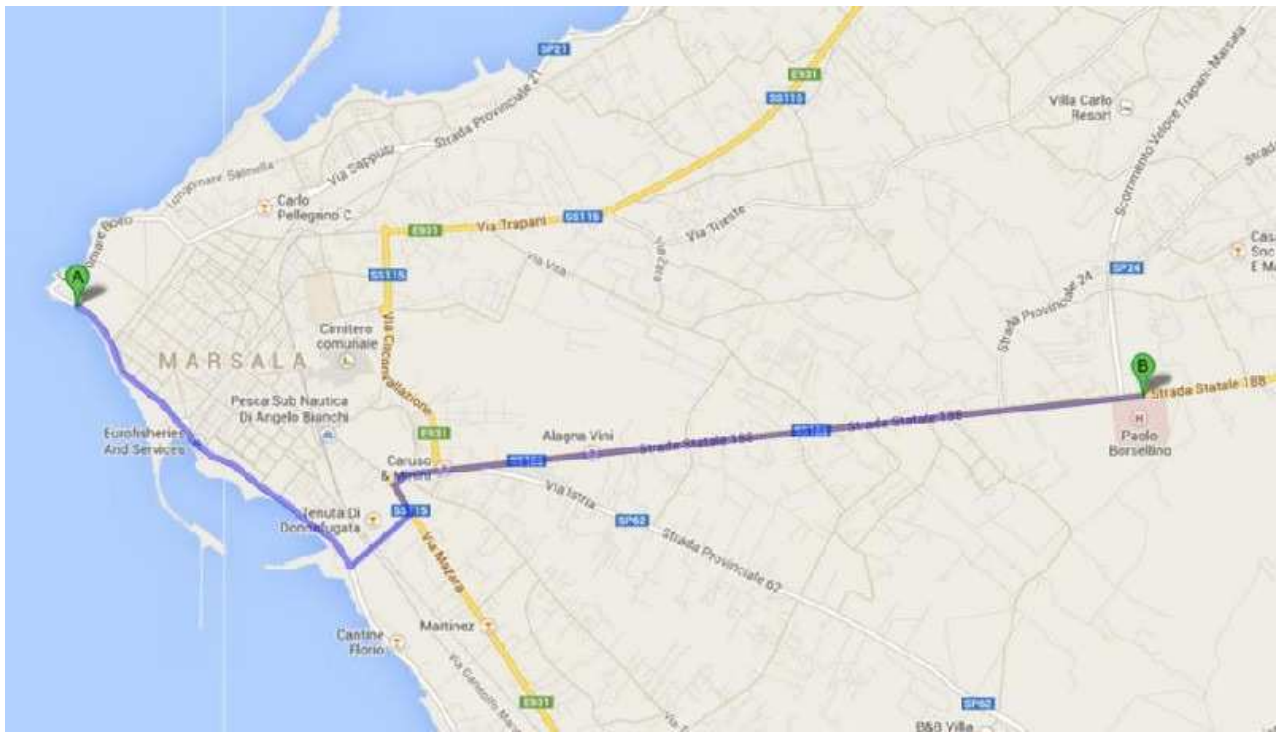 SP21
Strada Provinciale 21
E931
SS115
Villa Carlo
Resort
Scorrimento Veloce Trapani-Marsala
Via Sappusi
Lungomare Salinella
Carlo
Pellegrino C...
SS115
Via Trapani
E931
Via Trieste
Via Vita
Via Zara
SS115
SP24
Strada Provinciale 24
A
Via Circonvallazione
Cimitero
comunale
MARSALA
B
Strada Statale 188
Pesca Sub Nautica
Di Angelo Bianchi
H
Paolo
Borsellino
Eurofisheries
And Services
E931
Alagna Vini
Strada Statale 188
Strada Statale 188
Caruso
& Minini
SS188
SS188
Via Istria
SP62
Strada Provinciale 62
Tenuta Di
Donnafugata
SS115
Via Mazara
Martinez
Cantine
Florio
E931
SP62
B&B Villa